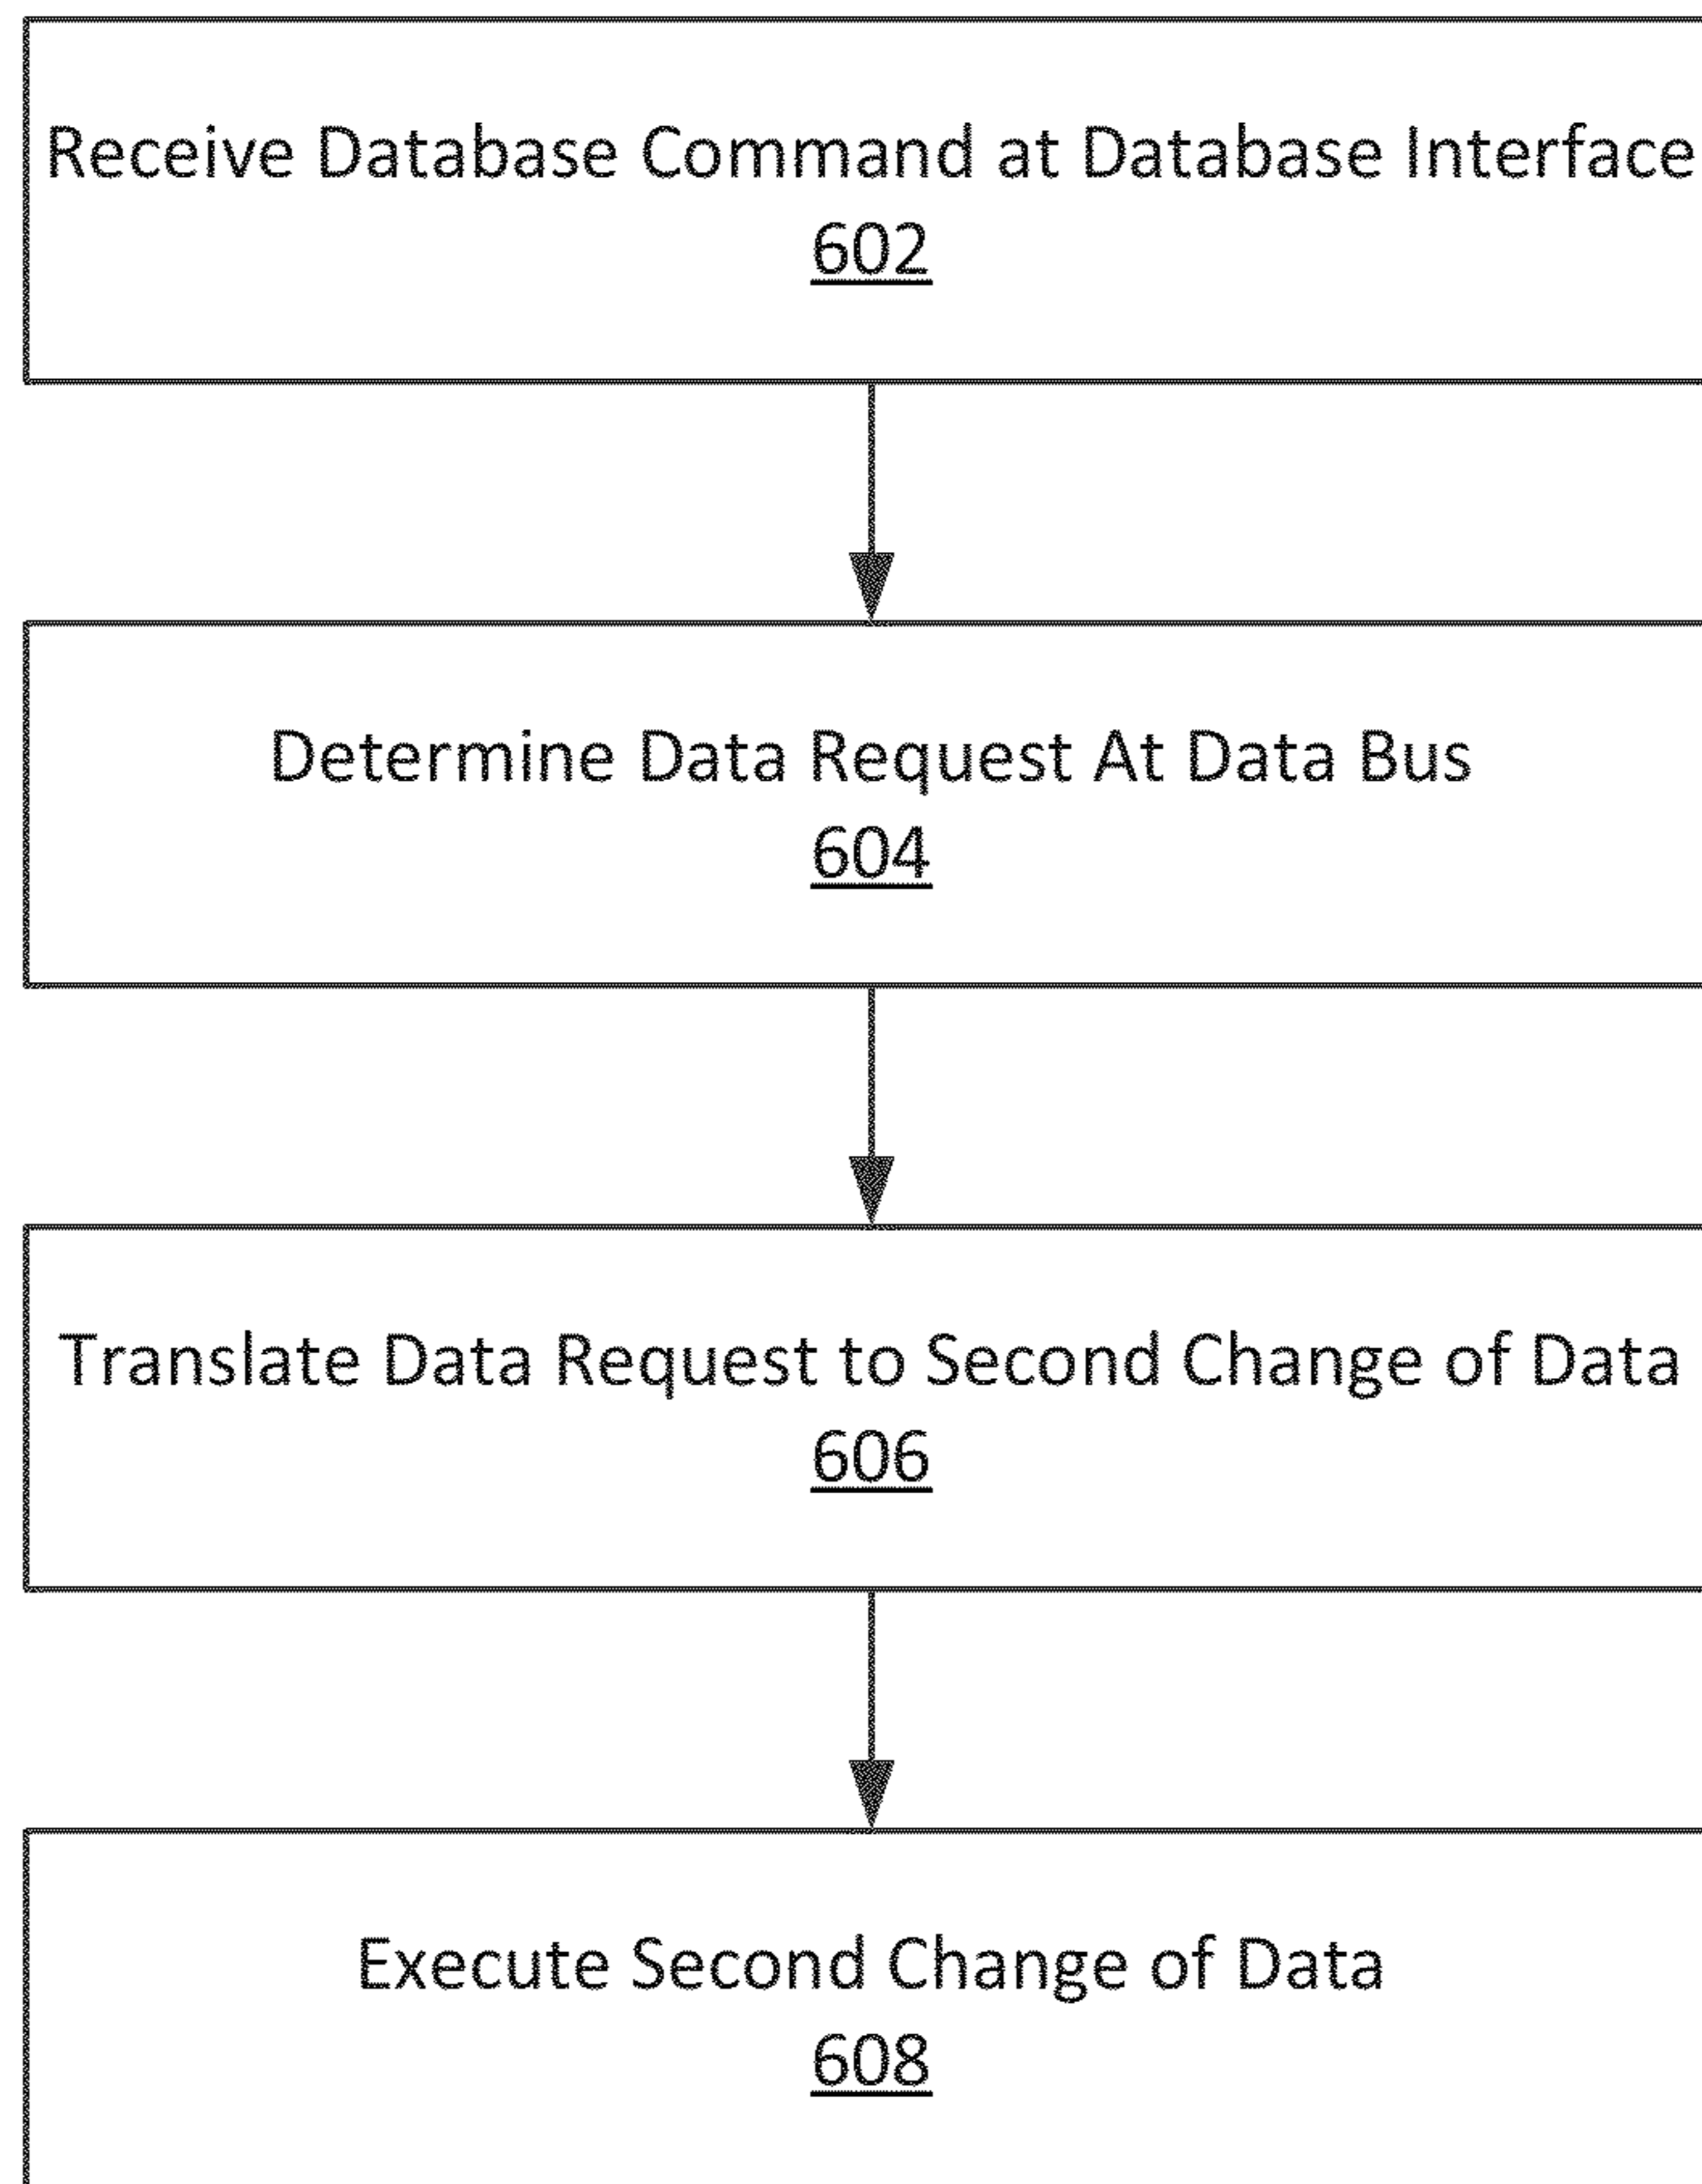 Receive Database Command at Database Interface
602
Determine Data Request At Data Bus
604
Translate Data Request to Second Change of Data
606
Execute Second Change of Data
608